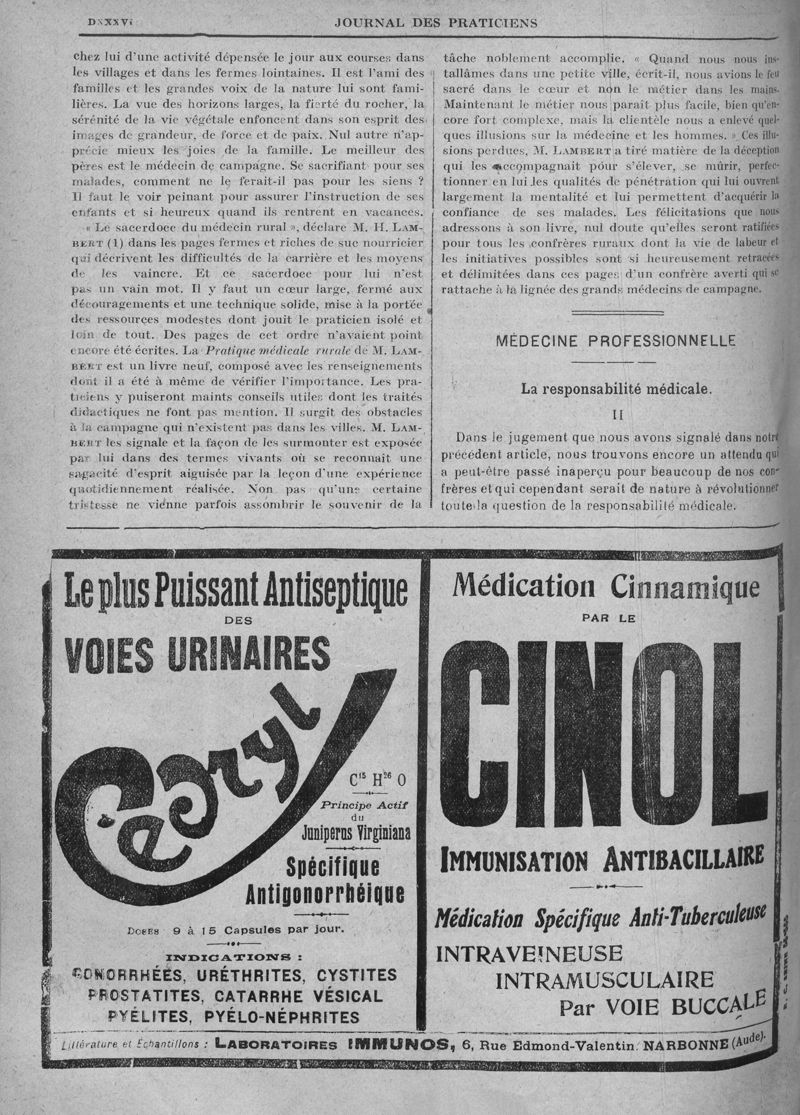 DXXXVI
JOURNAL DES PRATICIENS
chez lui d'une activité dépensée le jour aux courses dans
les villages et dans les fermes lointaines. Il est l'ami des
familles et les grandes voix de la nature lui sont fami-
lières. La vue des horizons larges, la fierté du rocher, la
sérénité de la vie végétale enfoncent dans son esprit des
images de grandeur, de force et de paix. Nul autre n'ap-
précie mieux les joies de la famille. Le meilleur des
pères est le médecin de campagne. Se sacrifiant pour ses
malades, comment ne le ferait-il pas pour les siens ?
Il faut le voir peinant pour assurer l'instruction de ses
enfants et si heureux quand ils rentrent en vacances.
« Le sacerdoce du médecin rural », déclare M. H. LAM-
BERT (1) dans les pages fermes et riches de suc nourricier
qui décrivent les difficultés de la carrière et les moyens
de les vaincre. Et ce sacerdoce pour lui n'est
pas un vain mot. Il y faut un cœur large, fermé aux
découragements et une technique solide, mise à la portée
des ressources modestes dont jouit le praticien isolé et
loin de tout. Des pages de cet ordre n'avaient point
encore été écrites. La Pratique médicale rurale de M. LAM-
BERT est un livre neuf, composé avec les renseignements
dont il a été à même de vérifier l'importance. Les pra-
ticiens y puiseront maints conseils utiles dont les traités
didactiques ne font pas mention. Il surgit des obstacles
à la campagne qui n'existent pas dans les villes. M. LAM-
BERT les signale et la façon de les surmonter est exposée
par lui dans des termes vivants où se reconnaît une
sagacité d'esprit aiguisée par la leçon d'une expérience
quotidiennement réalisée. Non pas qu'une certaine
tristesse ne vienne parfois assombrir le souvenir de la
tâche noblement accomplie. « Quand nous nous ins-
tallâmes dans une petite ville, écrit-il, nous avions le feu
sacré dans le cœur et non le métier dans les mains.
Maintenant le métier nous paraît plus facile, bien qu'en-
core fort complexe, mais la clientèle nous a enlevé quel-
ques illusions sur la médecine et les hommes. » Ces illu-
sions perdues, M. LAMBERT a tiré matière de la déception
qui les accompagnait pour s'élever, se mûrir, perfec-
tionner en lui les qualités de pénétration qui lui ouvrent
largement la mentalité et lui permettent d'acquérir la
confiance de ses malades. Les félicitations que nous
adressons à son livre, nul doute qu'elles seront ratifiées
pour tous les confrères ruraux dont la vie de labeur et
les initiatives possibles sont si heureusement retracées
et délimitées dans ces pages d'un confrère averti qui se
rattache à la lignée des grands médecins de campagne.
MÉDECINE PROFESSIONNELLE
La responsabilité médicale.
II
Dans le jugement que nous avons signalé dans notre
précédent article, nous trouvons encore un attendu qui
a peut-être passé inaperçu pour beaucoup de nos con-
frères et qui cependant serait de nature à révolutionner
toute la question de la responsabilité médicale.
Le plus Puissant Antiseptique
DES
VOIES URINAIRES
Cedryl
C15 H26 O
Principe Actif
du
Juniperus Virginiana
Spécifique
Antigonorrhéique
DOSES 9 à 15 Capsules par jour.
INDICATIONS :
GONORRHÉES, URÉTHRITES, CYSTITES
PROSTATITES, CATARRHE VÉSICAL
PYÉLITES, PYÉLO-NÉPHRITES
Médication Cinnamique
PAR LE
CINOL
IMMUNISATION ANTIBACILLAIRE
Médication Spécifique Anti-Tuberculeuse
INTRAVEINEUSE
INTRAMUSCULAIRE
Par VOIE BUCCALE
Littérature et Échantillons : LABORATOIRES IMMUNOS, 6, Rue Edmond-Valentin. NARBONNE (Aude).